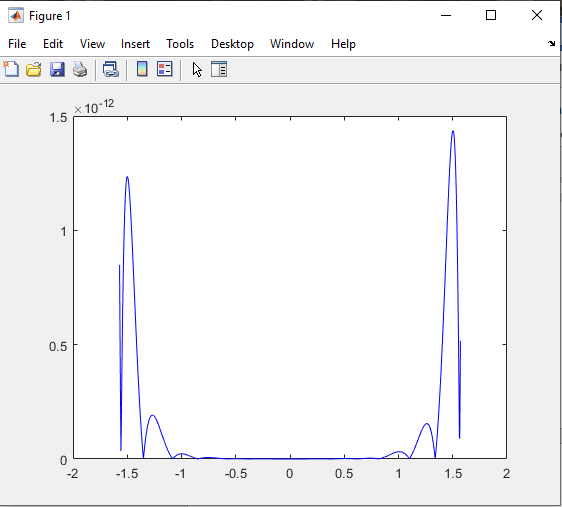 Figure 1
File Edit View Insert Tools Desktop Window Help
×10-12
1.5
1
0.5
0
-2 -1.5 -1 -0.5 0 0.5 1 1.5 2